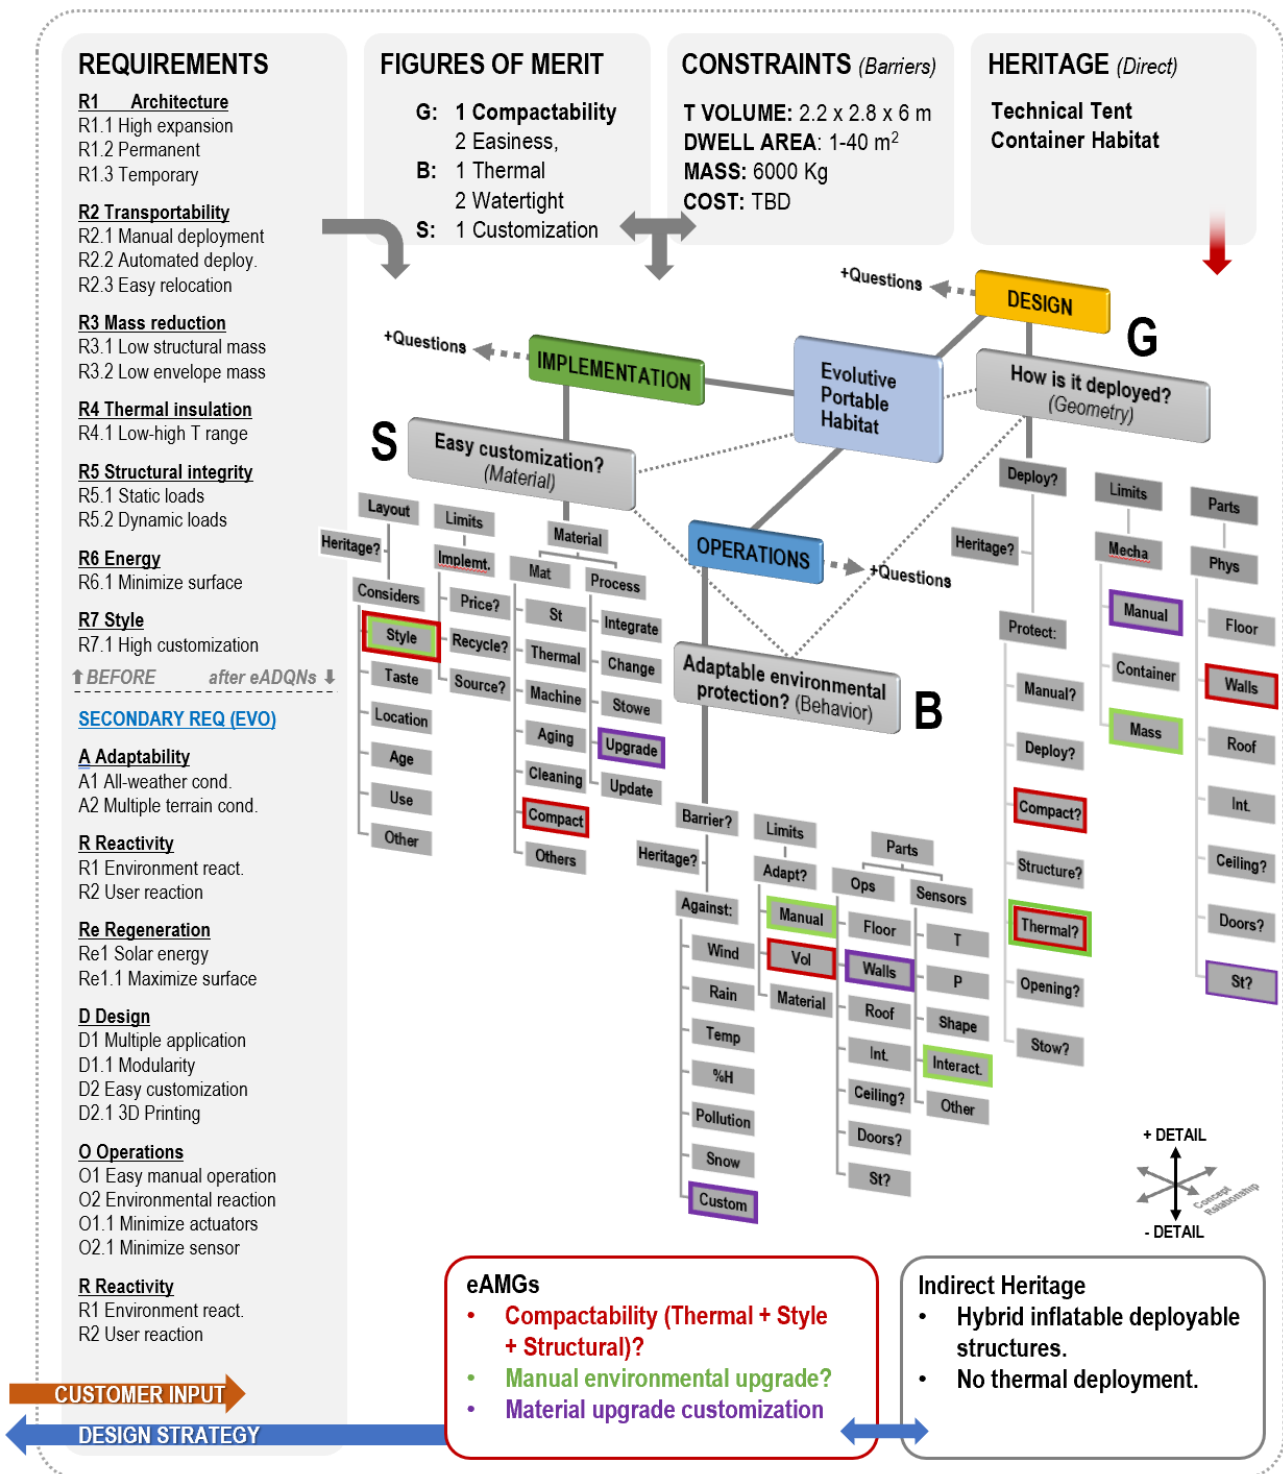 REQUIREMENTS
R1 Architecture
R1.1 High expansion
R1.2 Permanent
R1.3 Temporary
R2 Transportability
R2.1 Manual deployment
R2.2 Automated deploy.
R2.3 Easy relocation
R3 Mass reduction
R3.1 Low structural mass
R3.2 Low envelope mass
R4 Thermal insulation
R4.1 Low-high T range
R5 Structural integrity
R5.1 Static loads
R5.2 Dynamic loads
R6 Energy
R6.1 Minimize surface
R7 Style
R7.1 High customization
⬆ BEFORE after eADQNs ⬇
SECONDARY REQ (EVO)
A Adaptability
A1 All-weather cond.
A2 Multiple terrain cond.
R Reactivity
R1 Environment react.
R2 User reaction
Re Regeneration
Re1 Solar energy
Re1.1 Maximize surface
D Design
D1 Multiple application
D1.1 Modularity
D2 Easy customization
D2.1 3D Printing
O Operations
O1 Easy manual operation
O2 Environmental reaction
O1.1 Minimize actuators
O2.1 Minimize sensor
R Reactivity
R1 Environment react.
R2 User reaction
CUSTOMER INPUT
DESIGN STRATEGY
FIGURES OF MERIT
G: 1 Compactability
2 Easiness,
B: 1 Thermal
2 Watertight
S: 1 Customization
CONSTRAINTS (Barriers)
T VOLUME: 2.2 x 2.8 x 6 m
DWELL AREA: 1-40 m²
MASS: 6000 Kg
COST: TBD
HERITAGE (Direct)
Technical Tent
Container Habitat
+Questions
DESIGN
G
+Questions
IMPLEMENTATION
Evolutive
Portable
Habitat
How is it deployed?
(Geometry)
S
Easy customization?
(Material)
OPERATIONS
+Questions
Adaptable environmental
protection? (Behavior)
B
Layout
Heritage?
Considers
Style
Taste
Location
Age
Use
Other
Limits
Implemt.
Price?
Recycle?
Source?
Material
Mat
St
Thermal
Machine
Aging
Cleaning
Compact
Others
Process
Integrate
Change
Stowe
Upgrade
Update
Barrier?
Heritage?
Against:
Wind
Rain
Temp
%H
Pollution
Snow
Custom
Limits
Adapt?
Manual
Vol
Material
Parts
Ops
Floor
Walls
Roof
Int.
Ceiling?
Doors?
St?
Sensors
T
P
Shape
Interact.
Other
Deploy?
Heritage?
Protect:
Manual?
Deploy?
Compact?
Structure?
Thermal?
Opening?
Stow?
Limits
Mecha
Manual
Container
Mass
Parts
Phys
Floor
Walls
Roof
Int.
Ceiling?
Doors?
St?
+ DETAIL
Concept
Relationship
- DETAIL
eAMGs
• Compactability (Thermal + Style
+ Structural)?
• Manual environmental upgrade?
• Material upgrade customization
Indirect Heritage
• Hybrid inflatable deployable
structures.
• No thermal deployment.